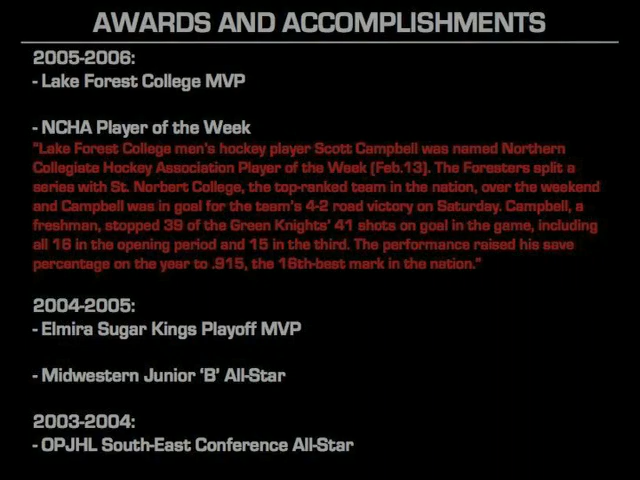 AWARDS AND ACCOMPLISHMENTS
2005-2006:
- Lake Forest College MVP
- NCHA Player of the Week
"Lake Forest College men's hockey player Scott Campbell was named Northern
Collegiate Hockey Association Player of the Week (Feb.13). The Foresters split a
series with St. Norbert College, the top-ranked team in the nation, over the weekend
and Campbell was in goal for the team's 4-2 road victory on Saturday. Campbell, a
freshman, stopped 39 of the Green Knights' 41 shots on goal in the game, including
all 16 in the opening period and 15 in the third. The performance raised his save
percentage on the year to .915, the 16th-best mark in the nation."
2004-2005:
- Elmira Sugar Kings Playoff MVP
- Midwestern Junior 'B' All-Star
2003-2004:
- OPJHL South-East Conference All-Star